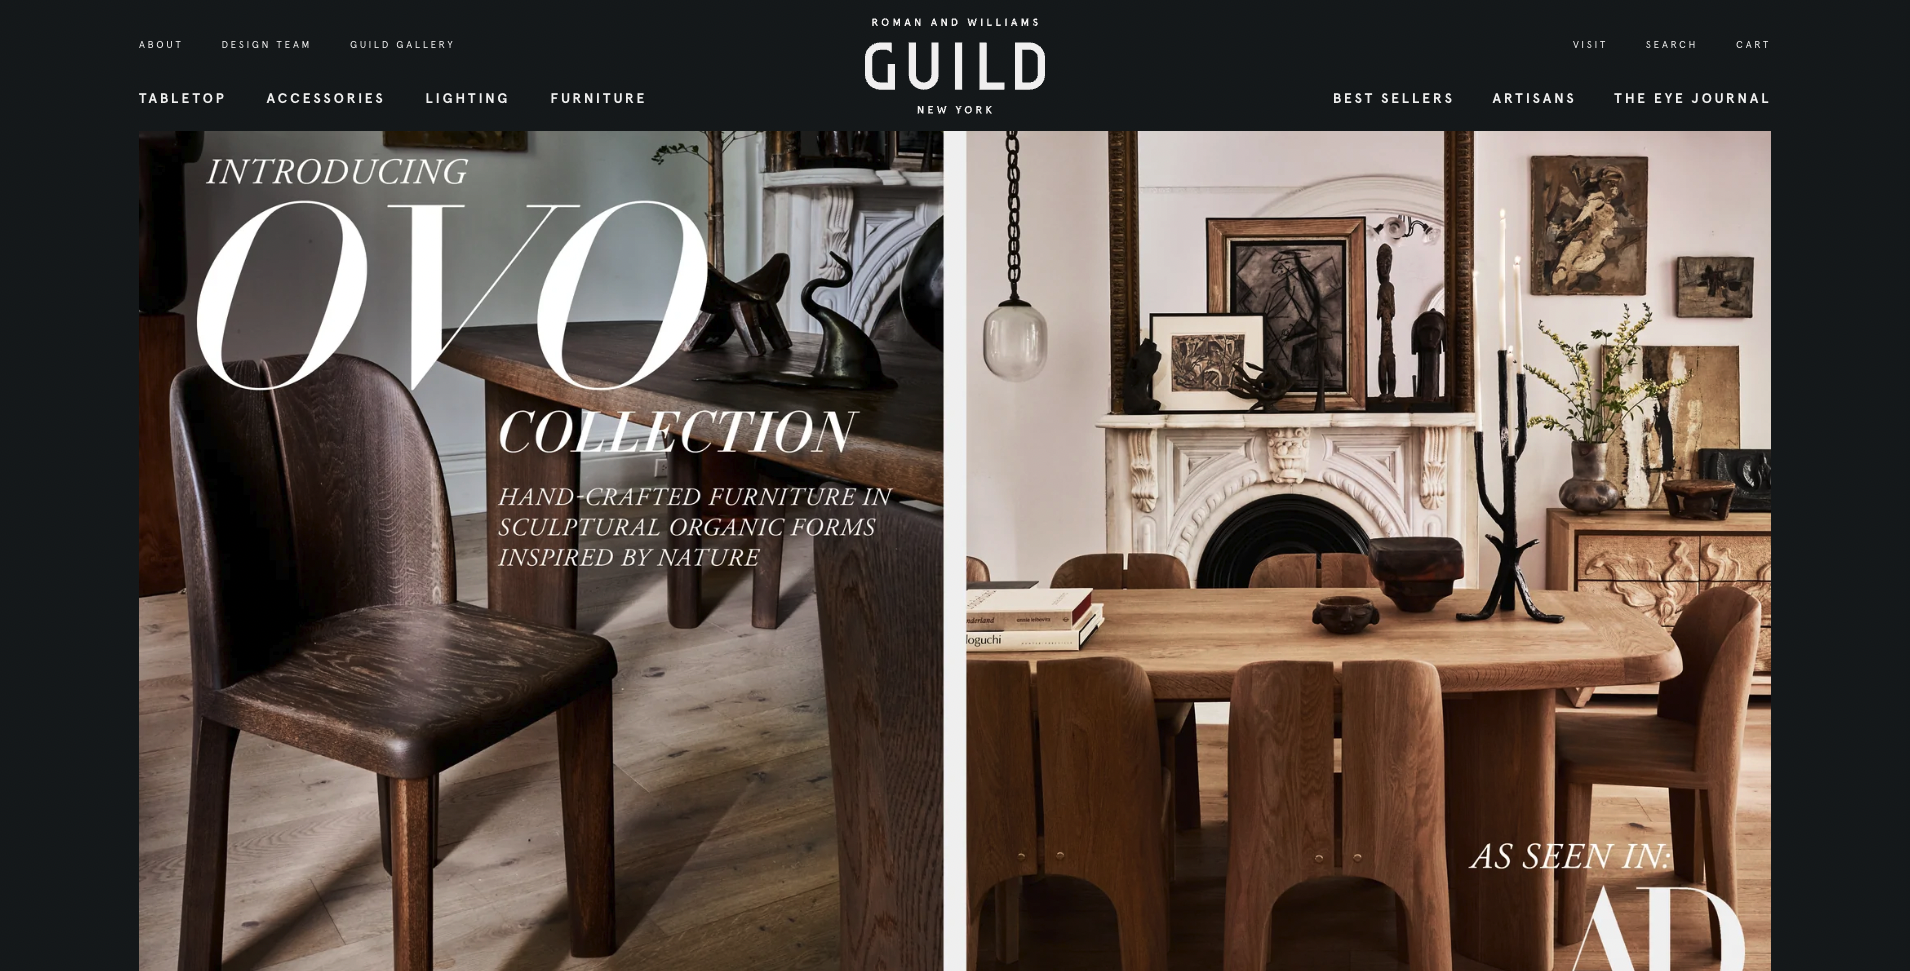 ROMAN AND WILLIAMS
GUILD
NEW YORK
ABOUT DESIGN TEAM GUILD GALLERY
VISIT SEARCH CART
TABLETOP ACCESSORIES LIGHTING FURNITURE
BEST SELLERS ARTISANS THE EYE JOURNAL
INTRODUCING
OVO
COLLECTION
HAND-CRAFTED FURNITURE IN
SCULPTURAL ORGANIC FORMS
INSPIRED BY NATURE
AS SEEN IN:
AD